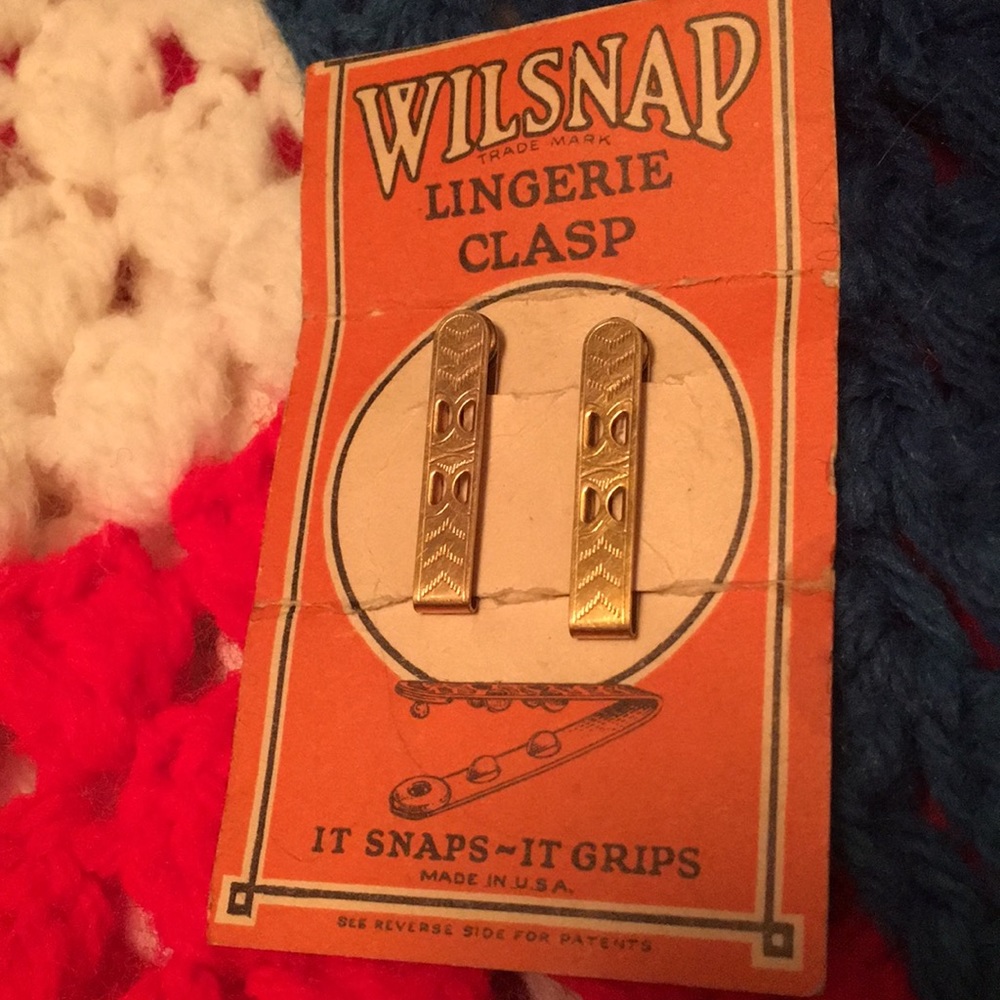 WILSNAP
TRADE MARK
LINGERIE
CLASP
IT SNAPS~IT GRIPS
MADE IN U.S.A.
SEE REVERSE SIDE FOR PATENTS